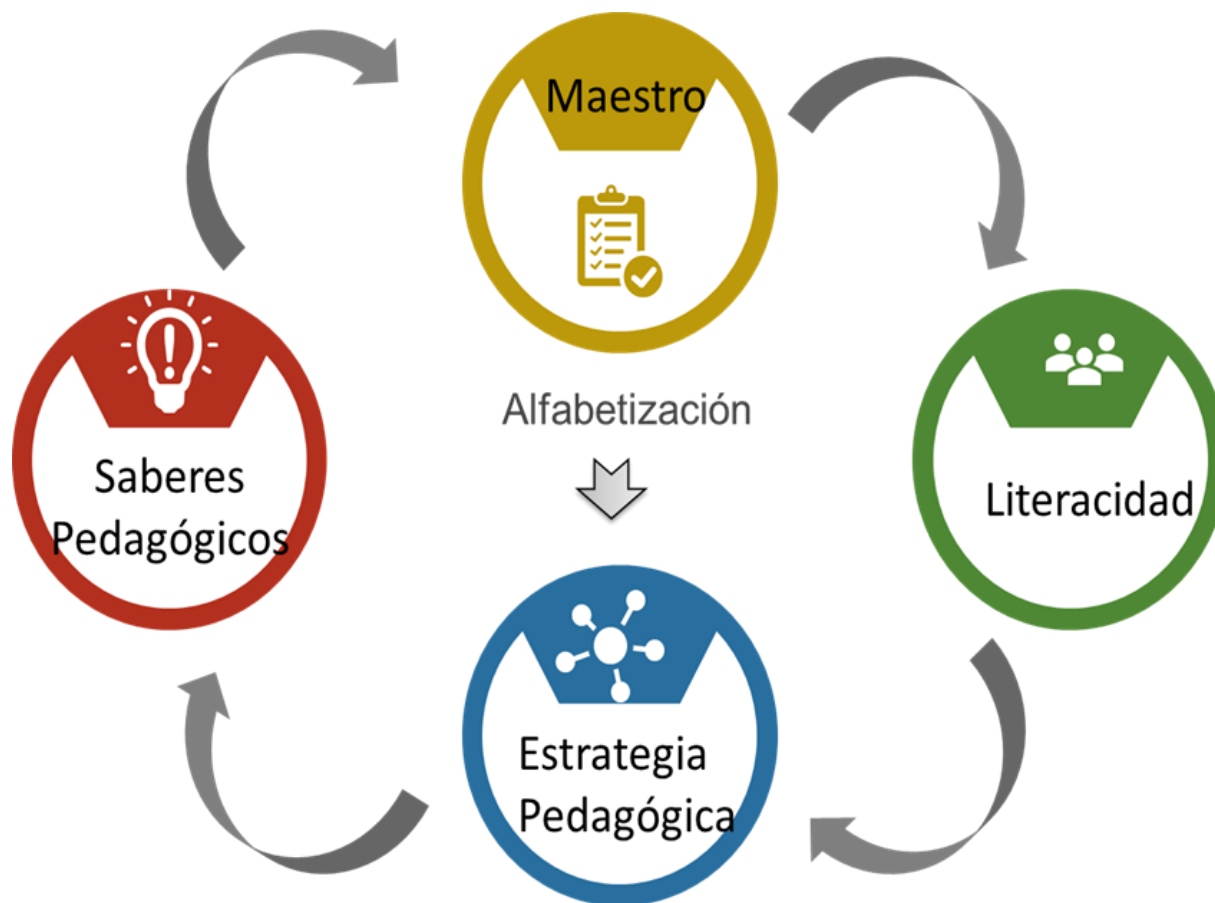 Maestro
Alfabetización
Saberes
Pedagógicos
Literacidad
Estrategia
Pedagógica